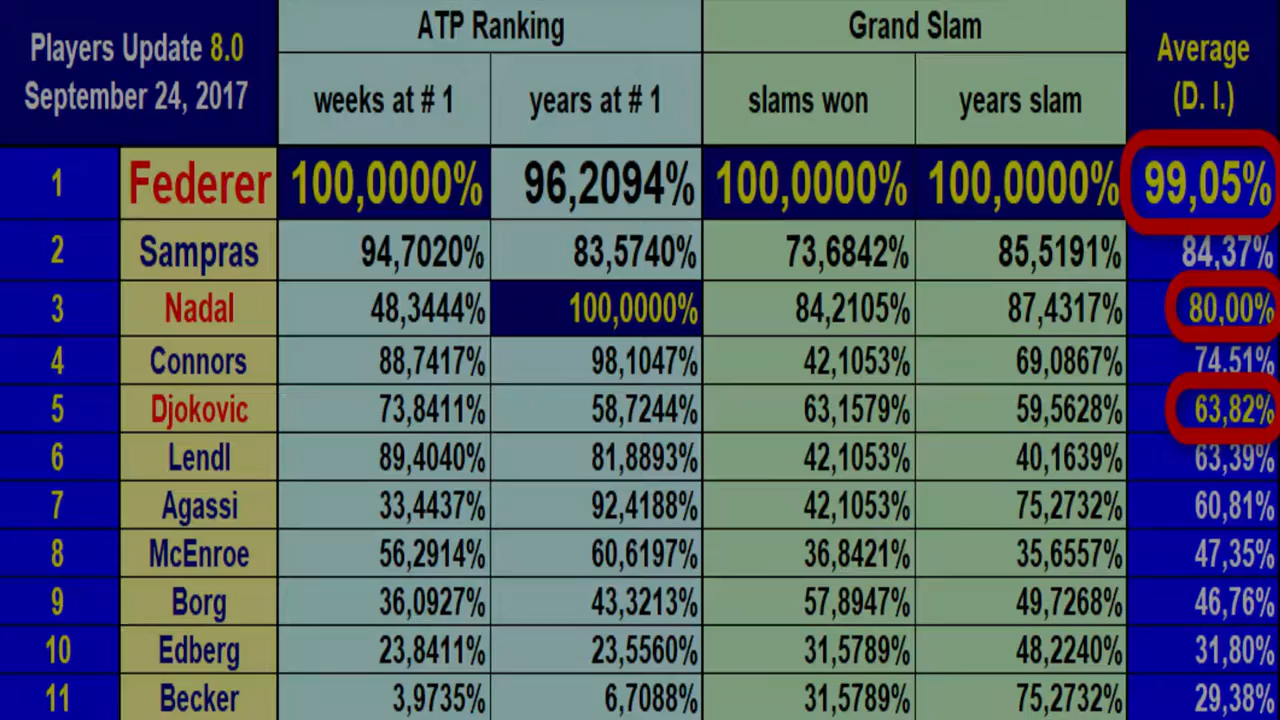 Players Update 8.0
September 24, 2017
ATP Ranking
Grand Slam
Average
(D. I.)
weeks at # 1
years at # 1
slams won
years slam
1 Federer 100,0000% 96,2094% 100,0000% 100,0000% 99,05%
2 Sampras 94,7020% 83,5740% 73,6842% 85,5191% 84,37%
3 Nadal 48,3444% 100,0000% 84,2105% 87,4317% 80,00%
4 Connors 88,7417% 98,1047% 42,1053% 69,0867% 74,51%
5 Djokovic 73,8411% 58,7244% 63,1579% 59,5628% 63,82%
6 Lendl 89,4040% 81,8893% 42,1053% 40,1639% 63,39%
7 Agassi 33,4437% 92,4188% 42,1053% 75,2732% 60,81%
8 McEnroe 56,2914% 60,6197% 36,8421% 35,6557% 47,35%
9 Borg 36,0927% 43,3213% 57,8947% 49,7268% 46,76%
10 Edberg 23,8411% 23,5560% 31,5789% 48,2240% 31,80%
11 Becker 3,9735% 6,7088% 31,5789% 75,2732% 29,38%